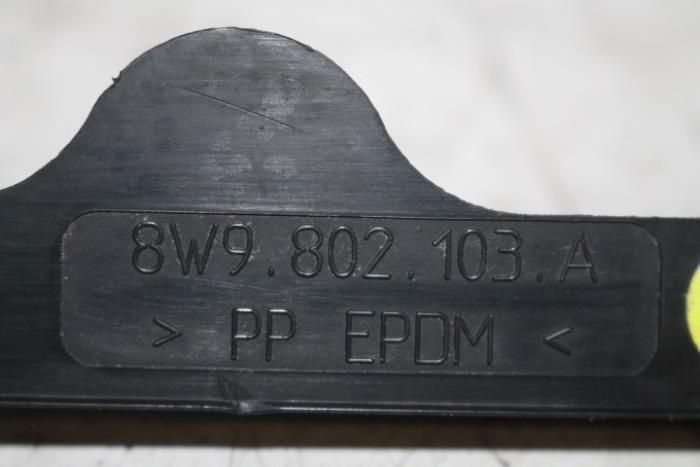 8W9.802.103.A
> PP EPDM <